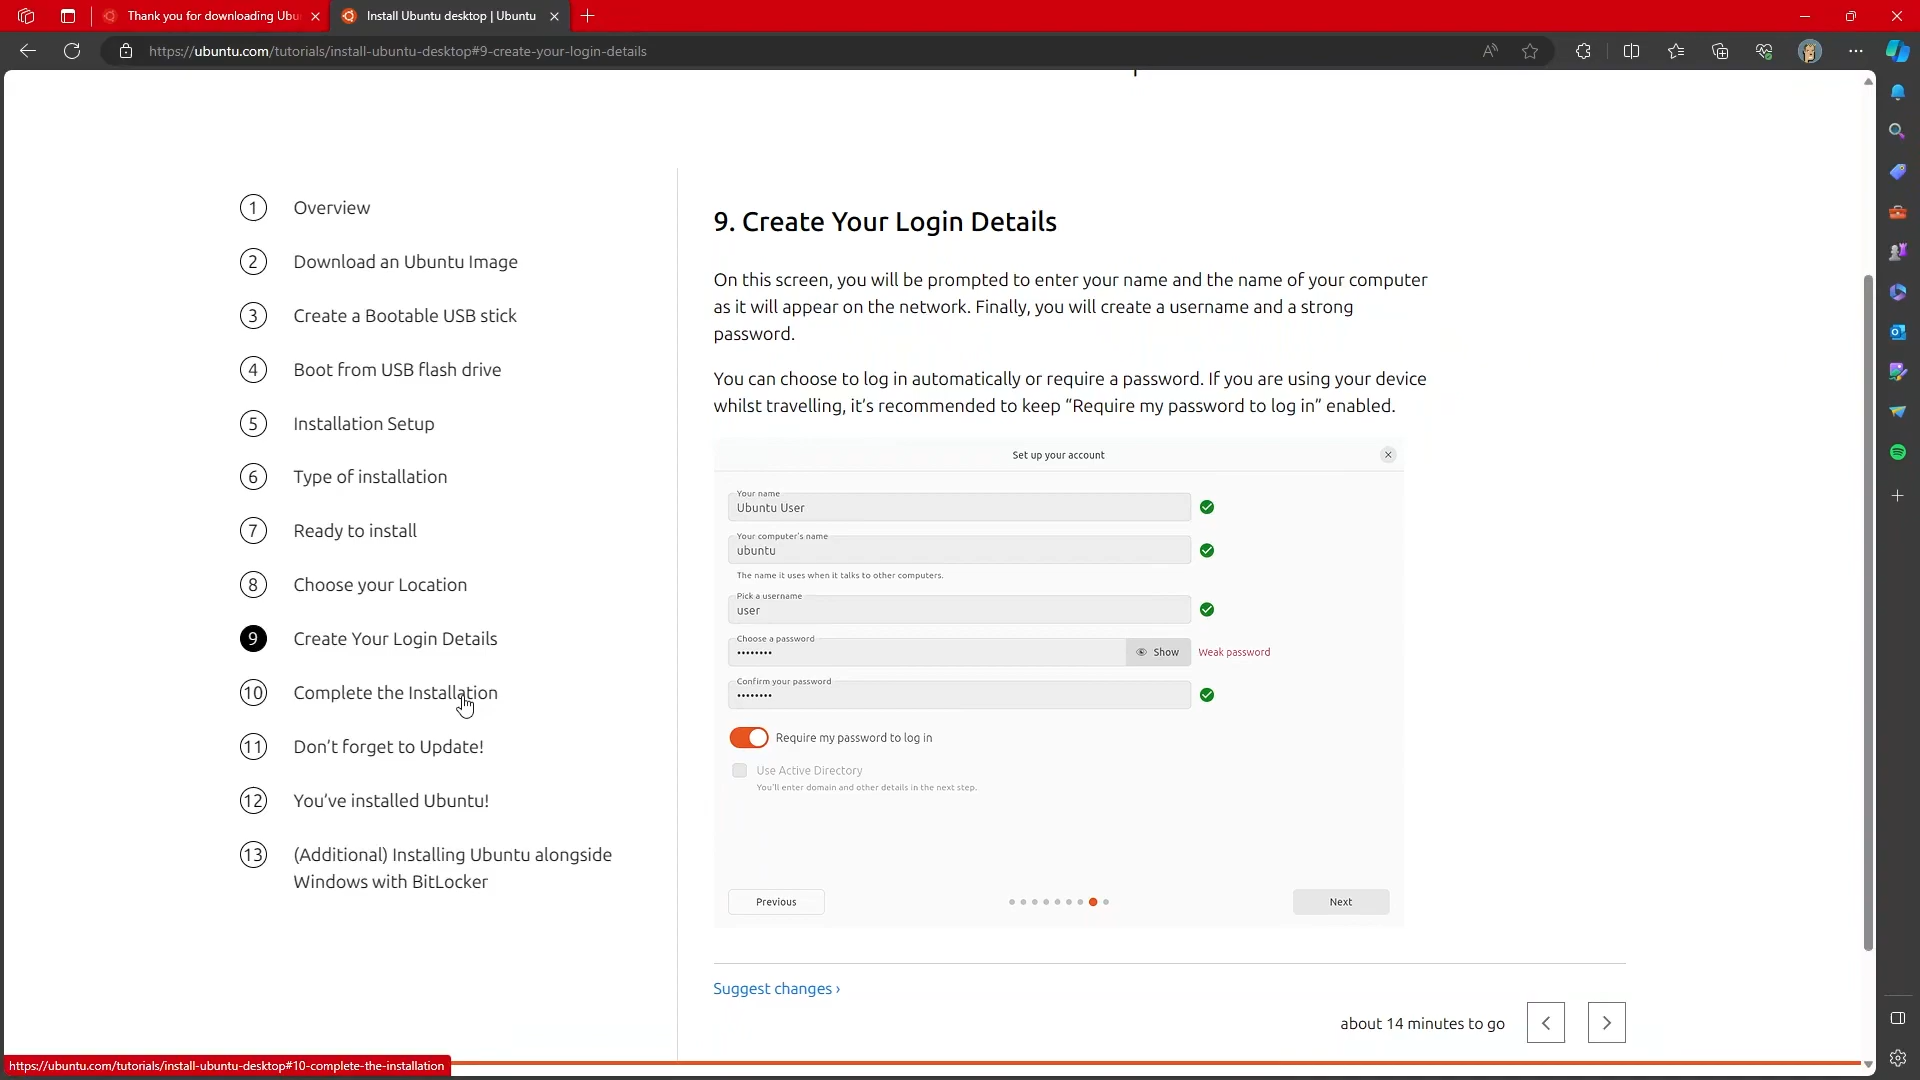 Thank you for downloading Ubu
Install Ubuntu desktop | Ubuntu
https://ubuntu.com/tutorials/install-ubuntu-desktop#9-create-your-login-details
1 Overview
2 Download an Ubuntu Image
3 Create a Bootable USB stick
4 Boot from USB flash drive
5 Installation Setup
6 Type of installation
7 Ready to install
8 Choose your Location
9 Create Your Login Details
10 Complete the Installation
11 Don't forget to Update!
12 You've installed Ubuntu!
13 (Additional) Installing Ubuntu alongside
Windows with BitLocker
9. Create Your Login Details
On this screen, you will be prompted to enter your name and the name of your computer
as it will appear on the network. Finally, you will create a username and a strong
password.
You can choose to log in automatically or require a password. If you are using your device
whilst travelling, it's recommended to keep “Require my password to log in” enabled.
Set up your account
Your name
Ubuntu User
Your computer's name
ubuntu
The name it uses when it talks to other computers.
Pick a username
user
Choose a password
•••••••• Show Weak password
Confirm your password
••••••••
Require my password to log in
Use Active Directory
You'll enter domain and other details in the next step.
Previous
Next
Suggest changes ›
about 14 minutes to go
https://ubuntu.com/tutorials/install-ubuntu-desktop#10-complete-the-installation